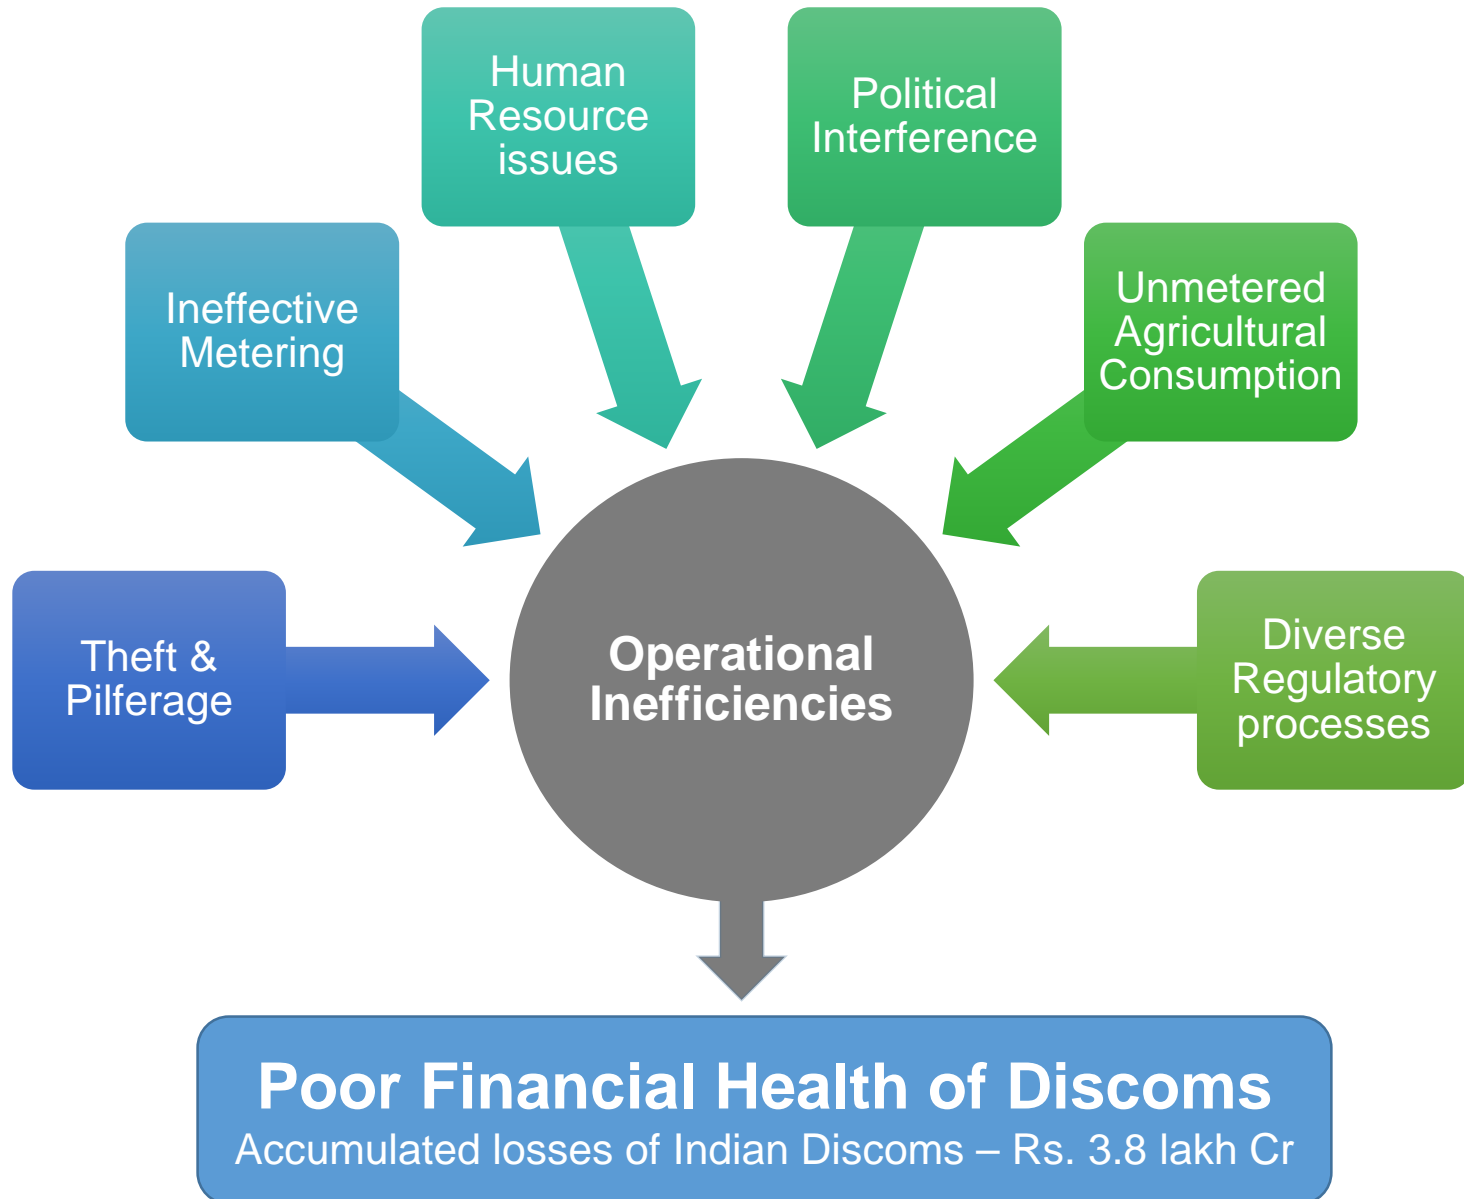 Human
Resource
issues
Political
Interference
Ineffective
Metering
Unmetered
Agricultural
Consumption
Theft &
Pilferage
Operational
Inefficiencies
Diverse
Regulatory
processes
Poor Financial Health of Discoms
Accumulated losses of Indian Discoms – Rs. 3.8 lakh Cr